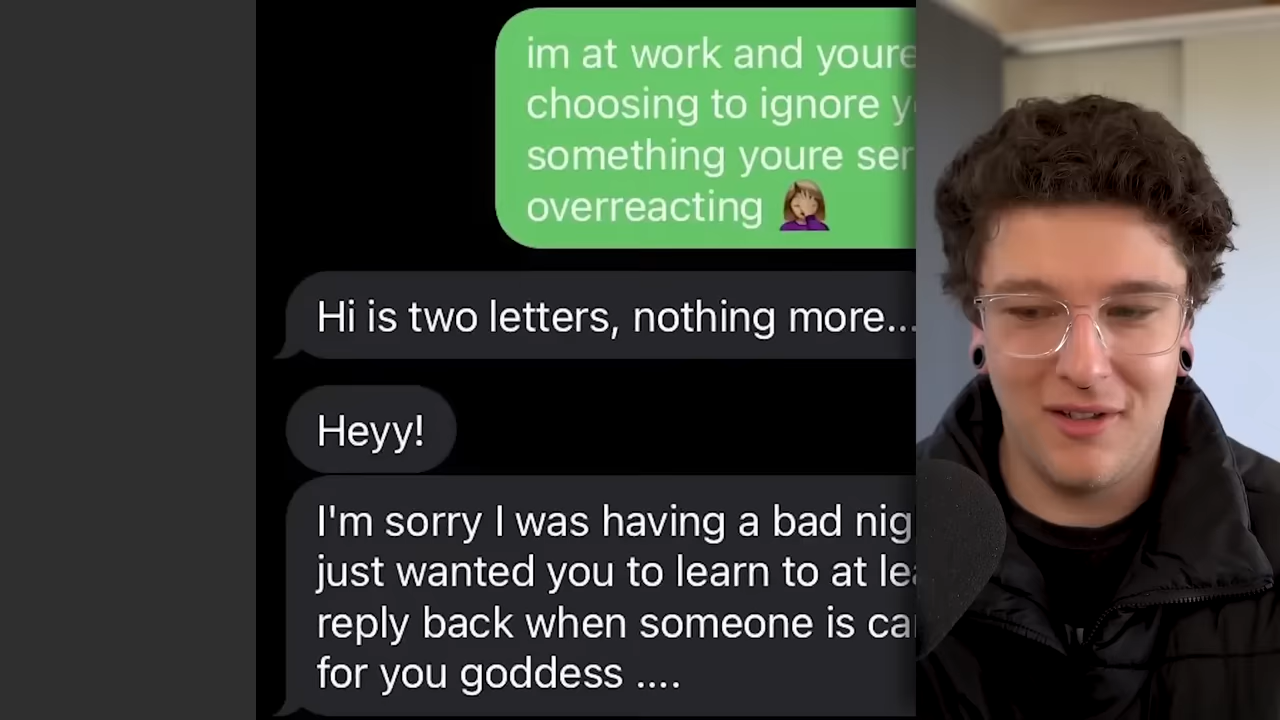 im at work and youre
choosing to ignore
something youre
overreacting 🤦🏽‍♀️
Hi is two letters, nothing more...
Heyy!
I'm sorry I was having a bad
just wanted you to learn to at
reply back when someone is
for you goddess ....